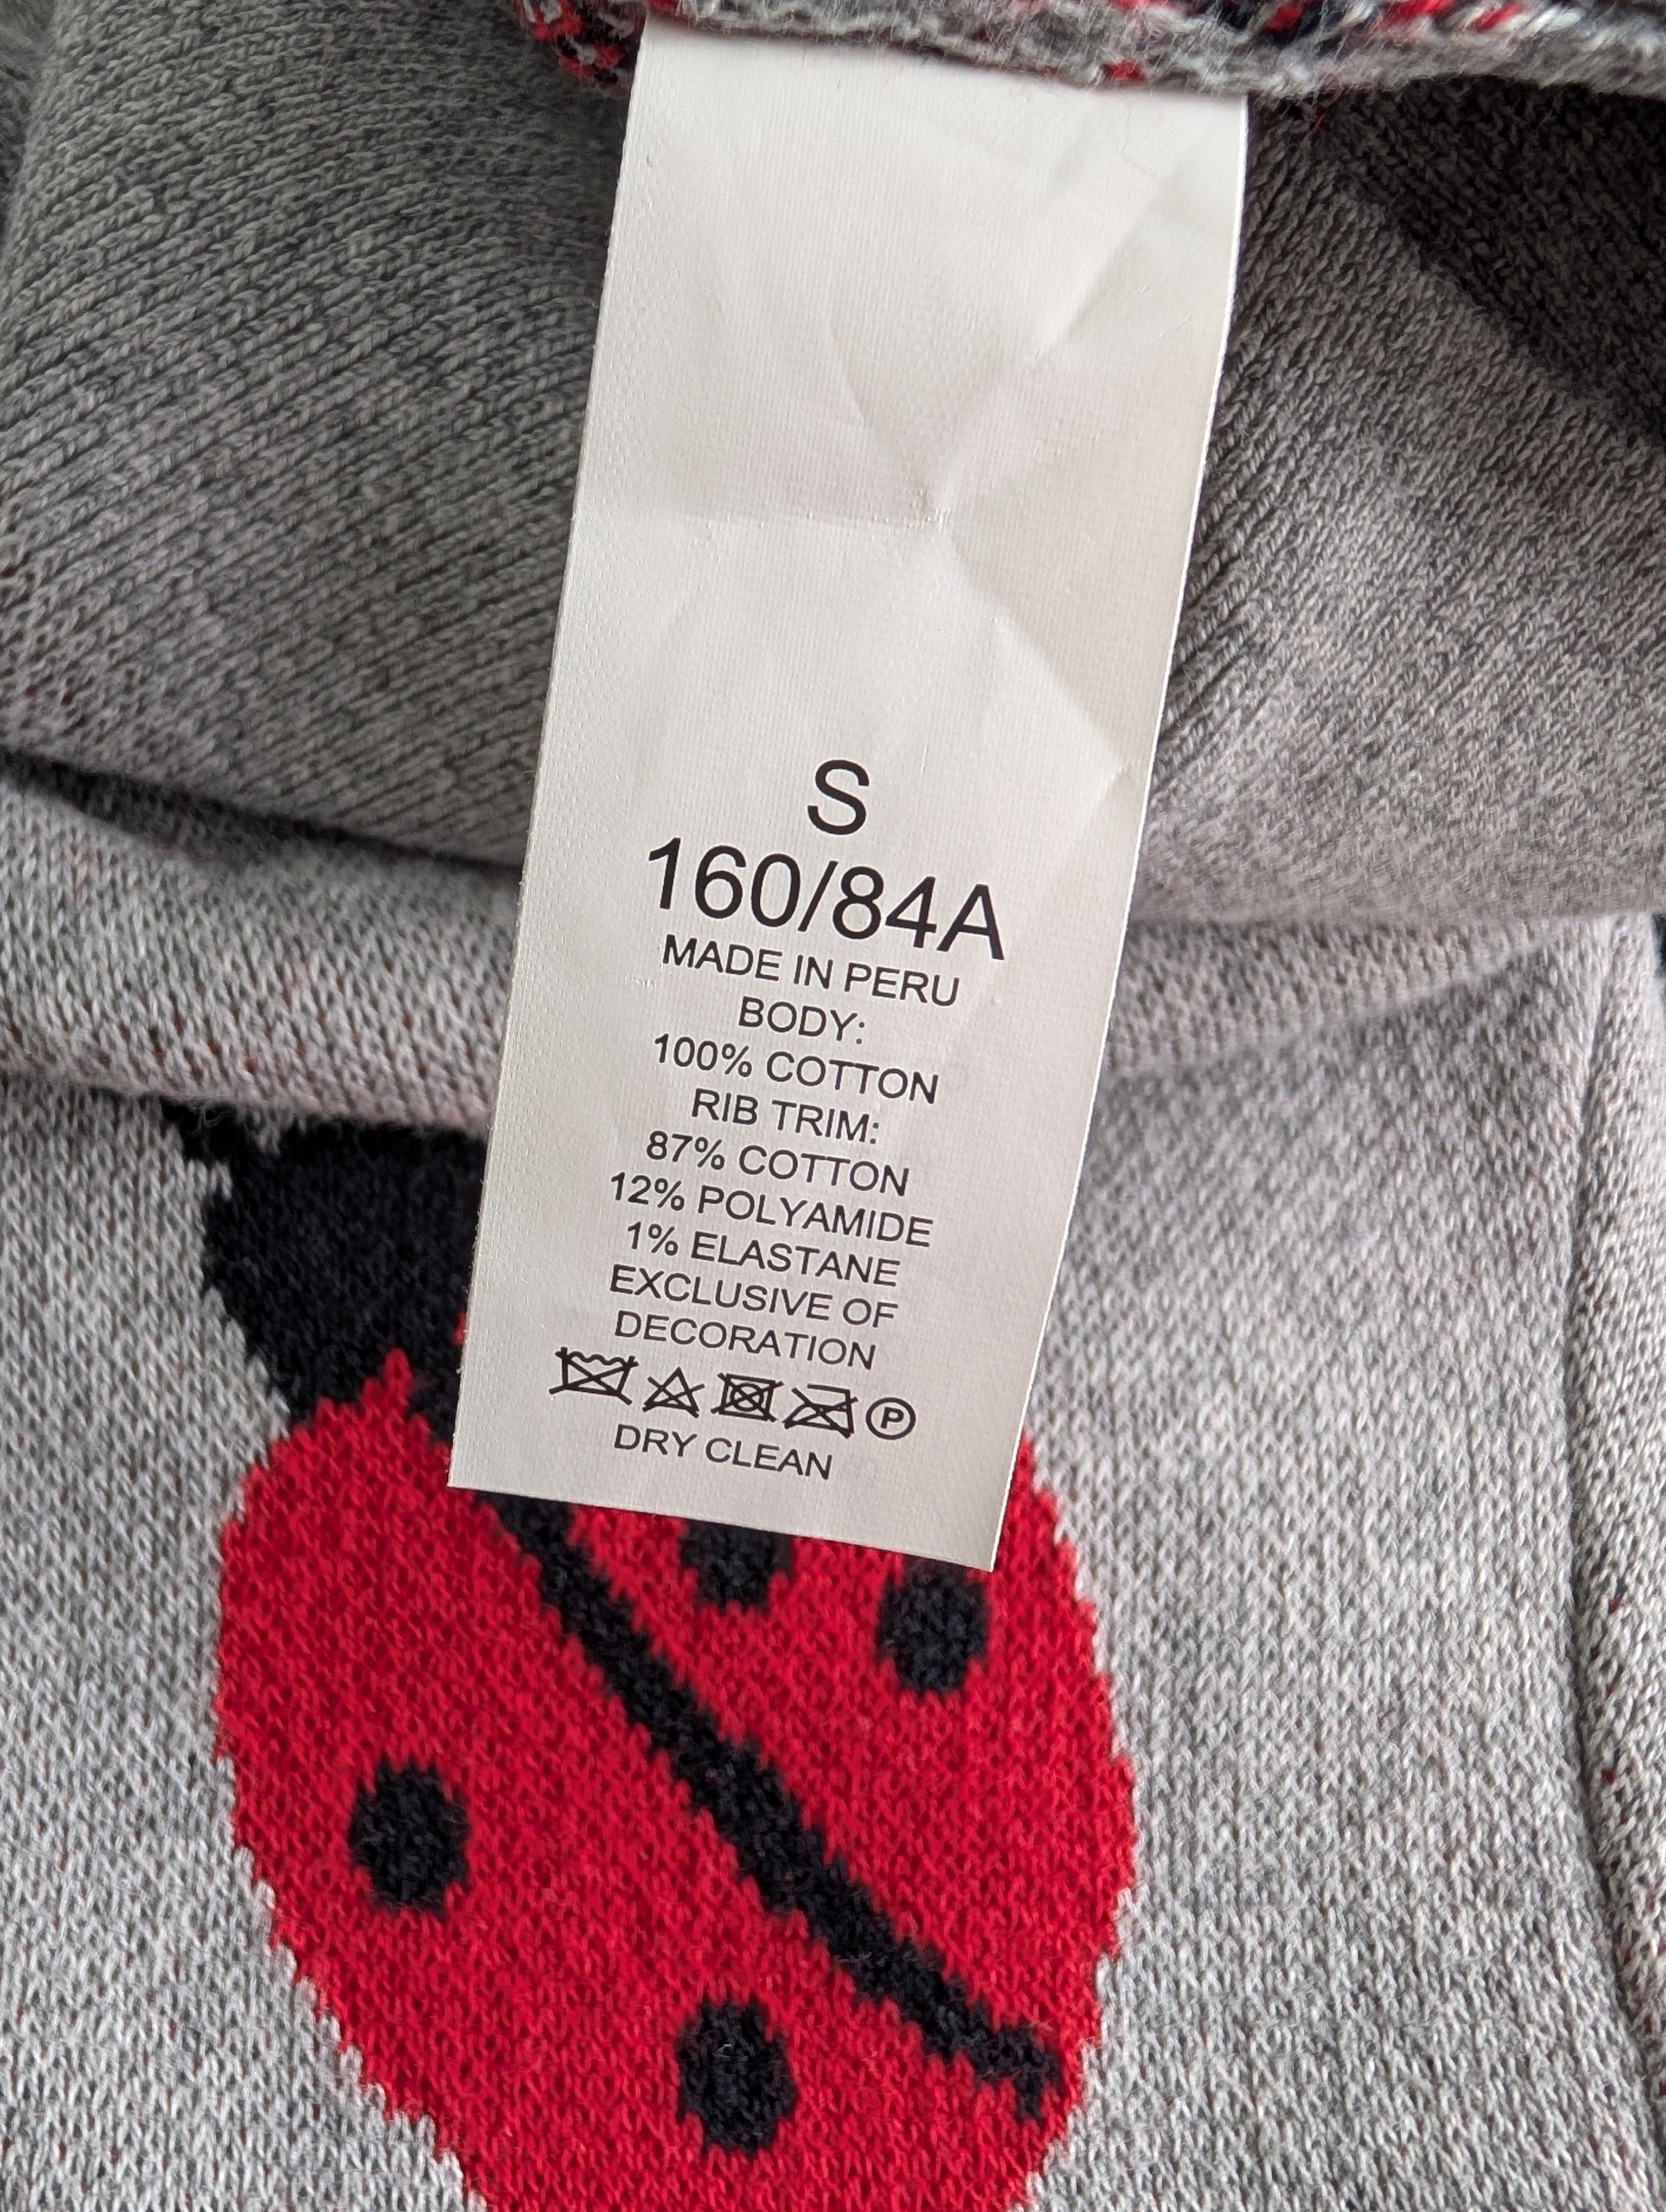 S
160/84A
MADE IN PERU
BODY:
100% COTTON
RIB TRIM:
87% COTTON
12% POLYAMIDE
1% ELASTANE
EXCLUSIVE OF
DECORATION
P
DRY CLEAN